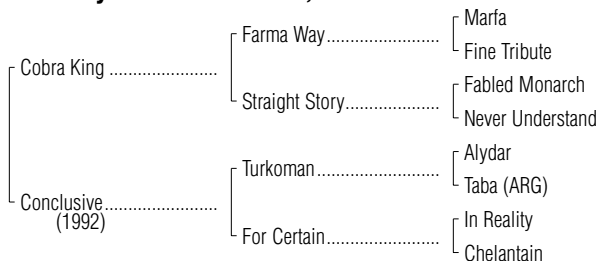 Marfa
Farma Way
Fine Tribute
Cobra King
Fabled Monarch
Straight Story
Never Understand
Alydar
Turkoman
Taba (ARG)
Conclusive
(1992)
In Reality
For Certain
Chelantain